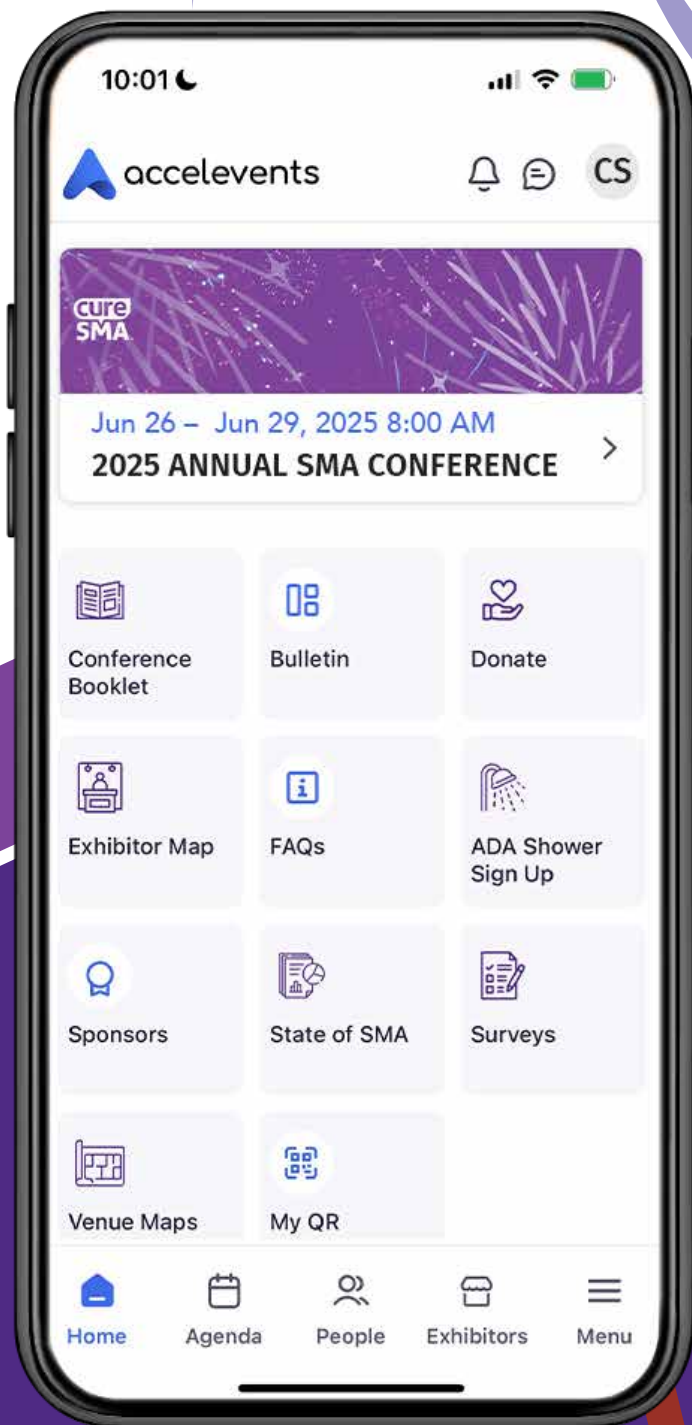 10:01
accelevents
CS
cure
SMA
Jun 26 – Jun 29, 2025 8:00 AM
2025 ANNUAL SMA CONFERENCE
Conference
Booklet
Bulletin
Donate
Exhibitor Map
FAQs
ADA Shower
Sign Up
Sponsors
State of SMA
Surveys
Venue Maps
My QR
Home
Agenda
People
Exhibitors
Menu